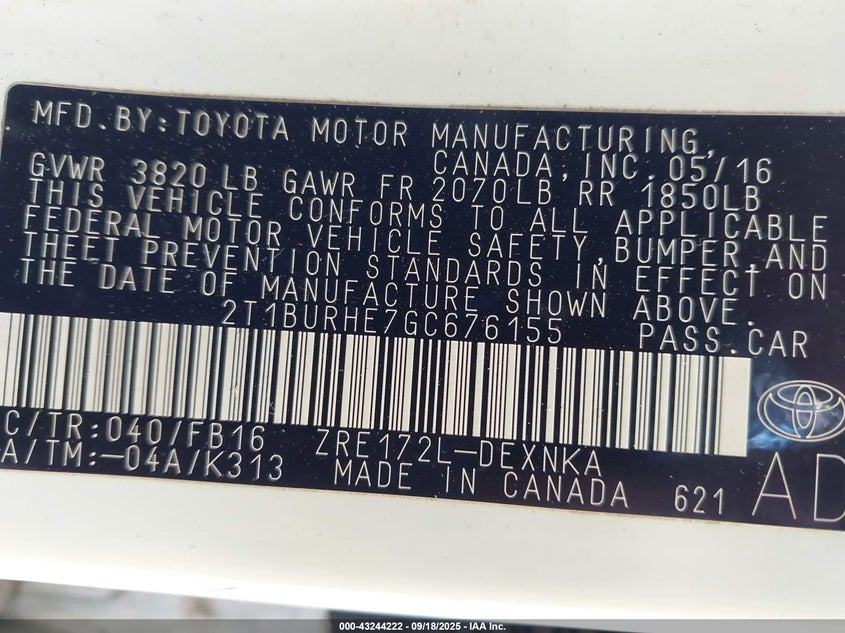 MFD.BY:TOYOTA MOTOR MANUFACTURING,
CANADA,INC. 05/16
GVWR 3820 LB GAWR FR 2070LB RR 1850LB
THIS VEHICLE CONFORMS TO ALL APPLICABLE
FEDERAL MOTOR VEHICLE SAFETY,BUMPER,AND
THEFT PREVENTION STANDARDS IN EFFECT ON
THE DATE OF MANUFACTURE SHOWN ABOVE.
2T1BURHE7GC676155 PASS.CAR
C/TR:040/FB16 ZRE172L-DEXNKA
A/TM:-04A/K313 MADE IN CANADA 621 AD
000-43244222 - 09/18/2025 - IAA Inc.